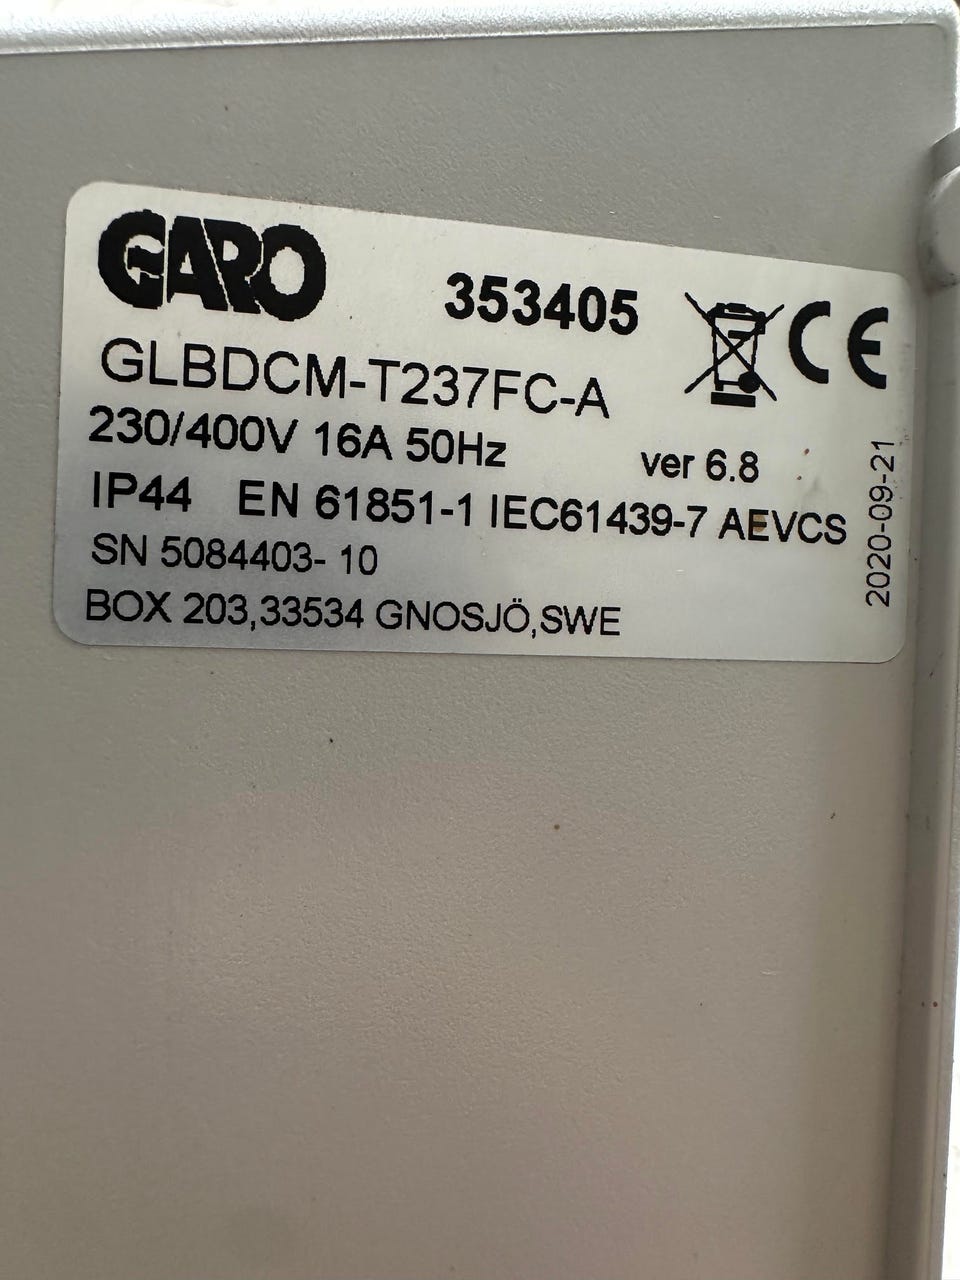 GARO
353405
CE
GLBDCM-T237FC-A
230/400V 16A 50Hz
ver 6.8
IP44 EN 61851-1 IEC61439-7 AEVCS
SN 5084403- 10
BOX 203,33534 GNOSJÖ,SWE
2020-09-21